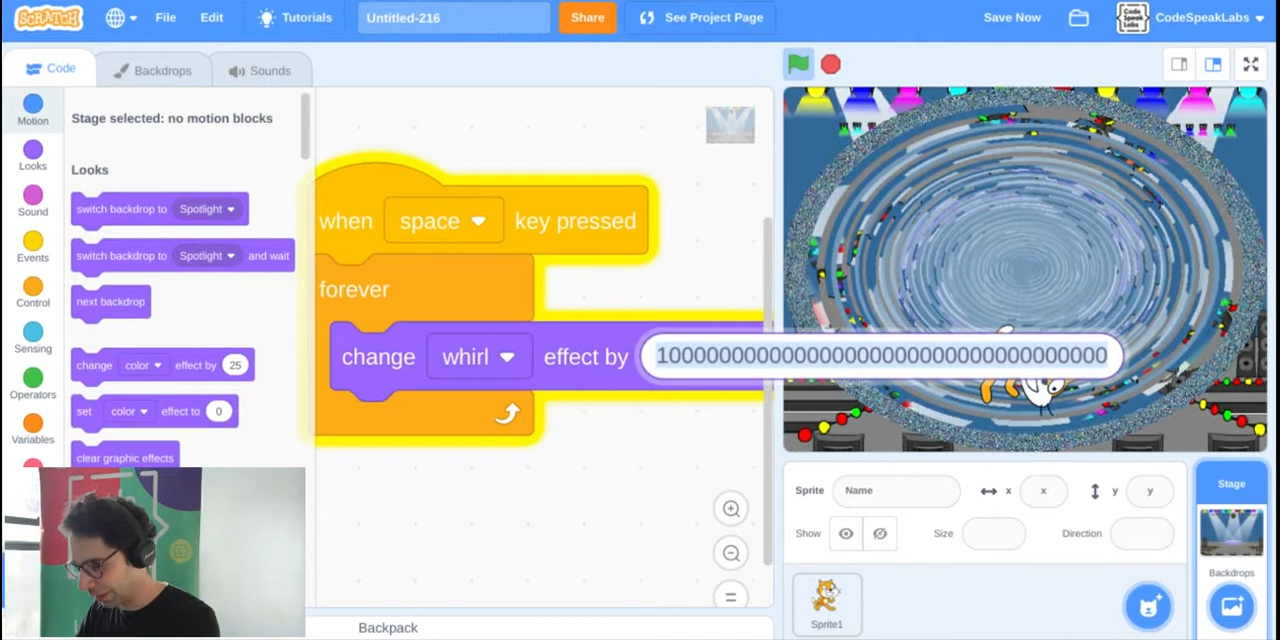 SCRATCH
File
Edit
Tutorials
Untitled-216
Share
See Project Page
Save Now
Code
Speak
Labs
CodeSpeakLabs
Code
Backdrops
Sounds
Motion
Looks
Sound
Events
Control
Sensing
Operators
Variables
Stage selected: no motion blocks
Looks
switch backdrop to Spotlight
switch backdrop to Spotlight and wait
next backdrop
change color effect by 25
set color effect to 0
clear graphic effects
when space key pressed
forever
change whirl effect by
Sprite Name x x y y
Show Size Direction
Sprite1
Stage
Backdrops
Backpack